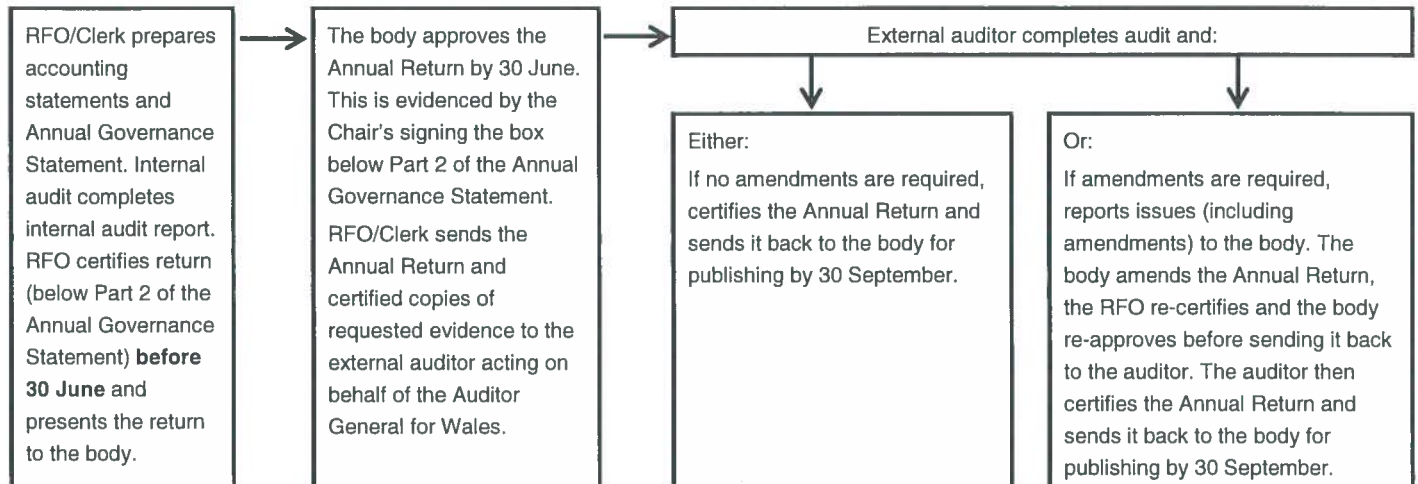 RFO/Clerk prepares
accounting
statements and
Annual Governance
Statement. Internal
audit completes
internal audit report.
RFO certifies return
(below Part 2 of the
Annual Governance
Statement) before
30 June and
presents the return
to the body.
The body approves the
Annual Return by 30 June.
This is evidenced by the
Chair's signing the box
below Part 2 of the Annual
Governance Statement.
RFO/Clerk sends the
Annual Return and
certified copies of
requested evidence to the
external auditor acting on
behalf of the Auditor
General for Wales.
External auditor completes audit and:
Either:
If no amendments are required,
certifies the Annual Return and
sends it back to the body for
publishing by 30 September.
Or:
If amendments are required,
reports issues (including
amendments) to the body. The
body amends the Annual Return,
the RFO re-certifies and the body
re-approves before sending it back
to the auditor. The auditor then
certifies the Annual Return and
sends it back to the body for
publishing by 30 September.